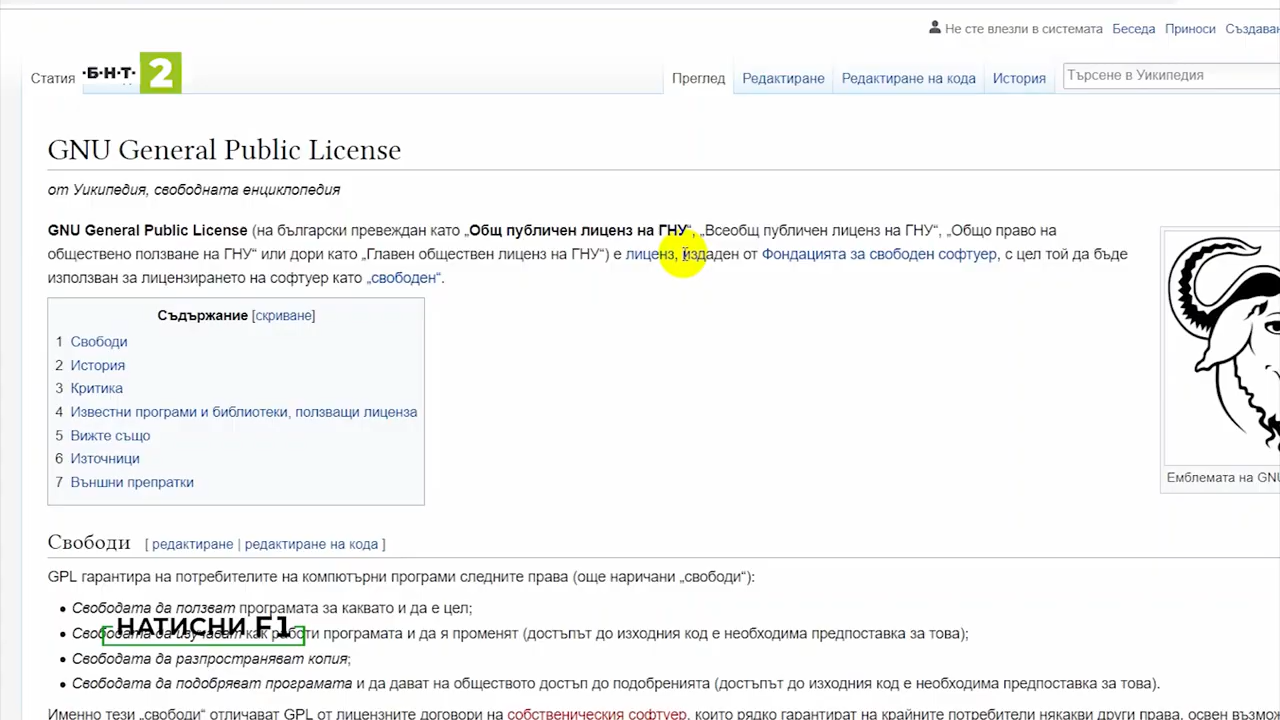 Не сте влезли в системата Беседа Приноси Създаван
Статия ·Б·Н·Т· 2 Преглед Редактиране Редактиране на кода История Търсене в Уикипедия
GNU General Public License
от Уикипедия, свободната енциклопедия
GNU General Public License (на български превеждан като „Общ публичен лиценз на ГНУ“, „Всеобщ публичен лиценз на ГНУ“, „Общо право на
обществено ползване на ГНУ“ или дори като „Главен обществен лиценз на ГНУ“) е лиценз, издаден от Фондацията за свободен софтуер, с цел той да бъде
използван за лицензирането на софтуер като „свободен“.
Съдържание [скриване]
1 Свободи
2 История
3 Критика
4 Известни програми и библиотеки, ползващи лиценза
5 Вижте също
6 Източници
7 Външни препратки
Емблемата на GNU
Свободи [ редактиране | редактиране на кода ]
GPL гарантира на потребителите на компютърни програми следните права (още наричани „свободи“):
• Свободата да ползват програмата за каквато и да е цел;
НАТИСНИ F1
• Свободата да изучават как работи програмата и да я променят (достъпът до изходния код е необходима предпоставка за това);
• Свободата да разпространяват копия;
• Свободата да подобряват програмата и да дават на обществото достъп до подобренията (достъпът до изходния код е необходима предпоставка за това).
Именно тези „свободи“ отличават GPL от лицензните договори на собственическия софтуер, които рядко гарантират на крайните потребители някакви други права, освен възмож